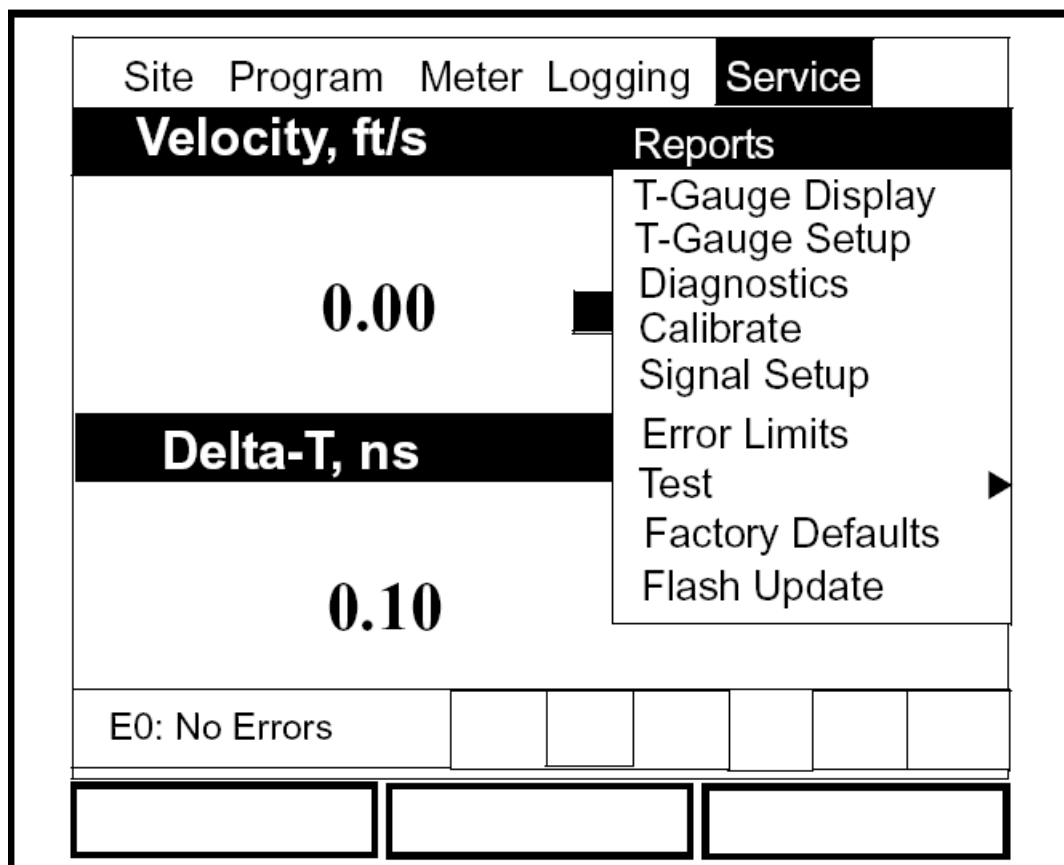 Site Program Meter Logging Service
Velocity, ft/s
Reports
T-Gauge Display
T-Gauge Setup
Diagnostics
Calibrate
Signal Setup
Error Limits
Test
Factory Defaults
Flash Update
0.00
Delta-T, ns
0.10
E0: No Errors